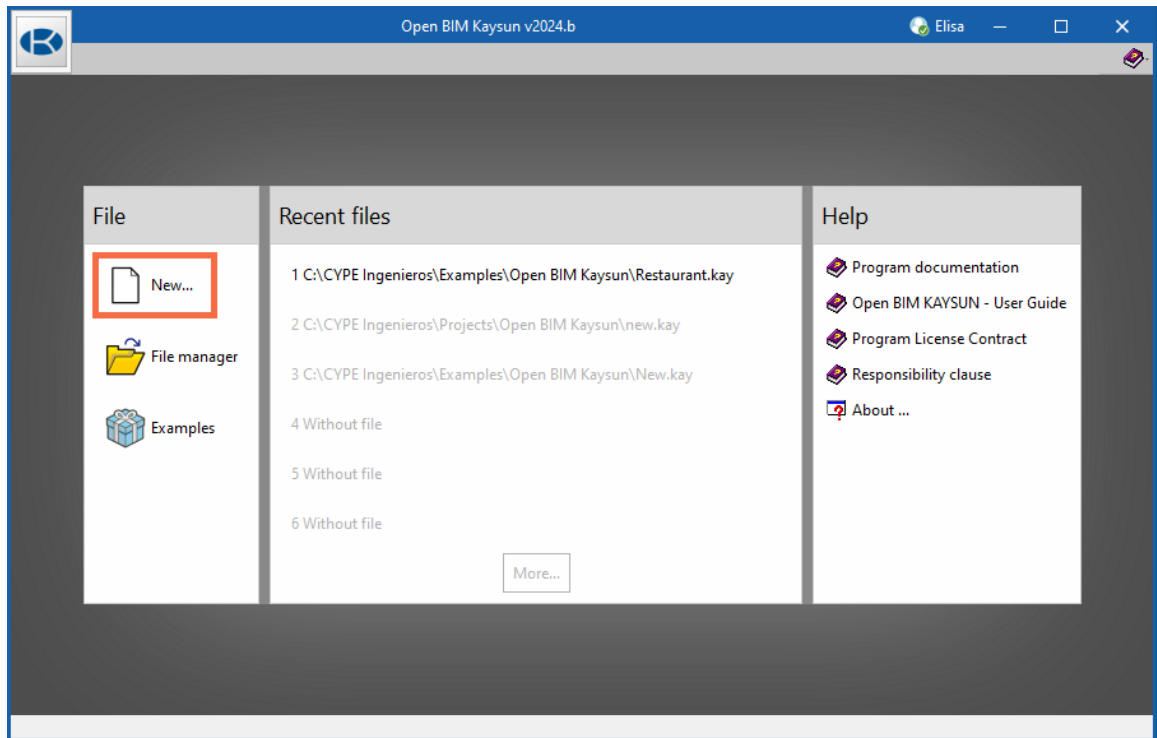 Open BIM Kaysun v2024.b
Elisa
File
New...
File manager
Examples
Recent files
1 C:\CYPE Ingenieros\Examples\Open BIM Kaysun\Restaurant.kay
2 C:\CYPE Ingenieros\Projects\Open BIM Kaysun\new.kay
3 C:\CYPE Ingenieros\Examples\Open BIM Kaysun\New.kay
4 Without file
5 Without file
6 Without file
More...
Help
Program documentation
Open BIM KAYSUN - User Guide
Program License Contract
Responsibility clause
About ...